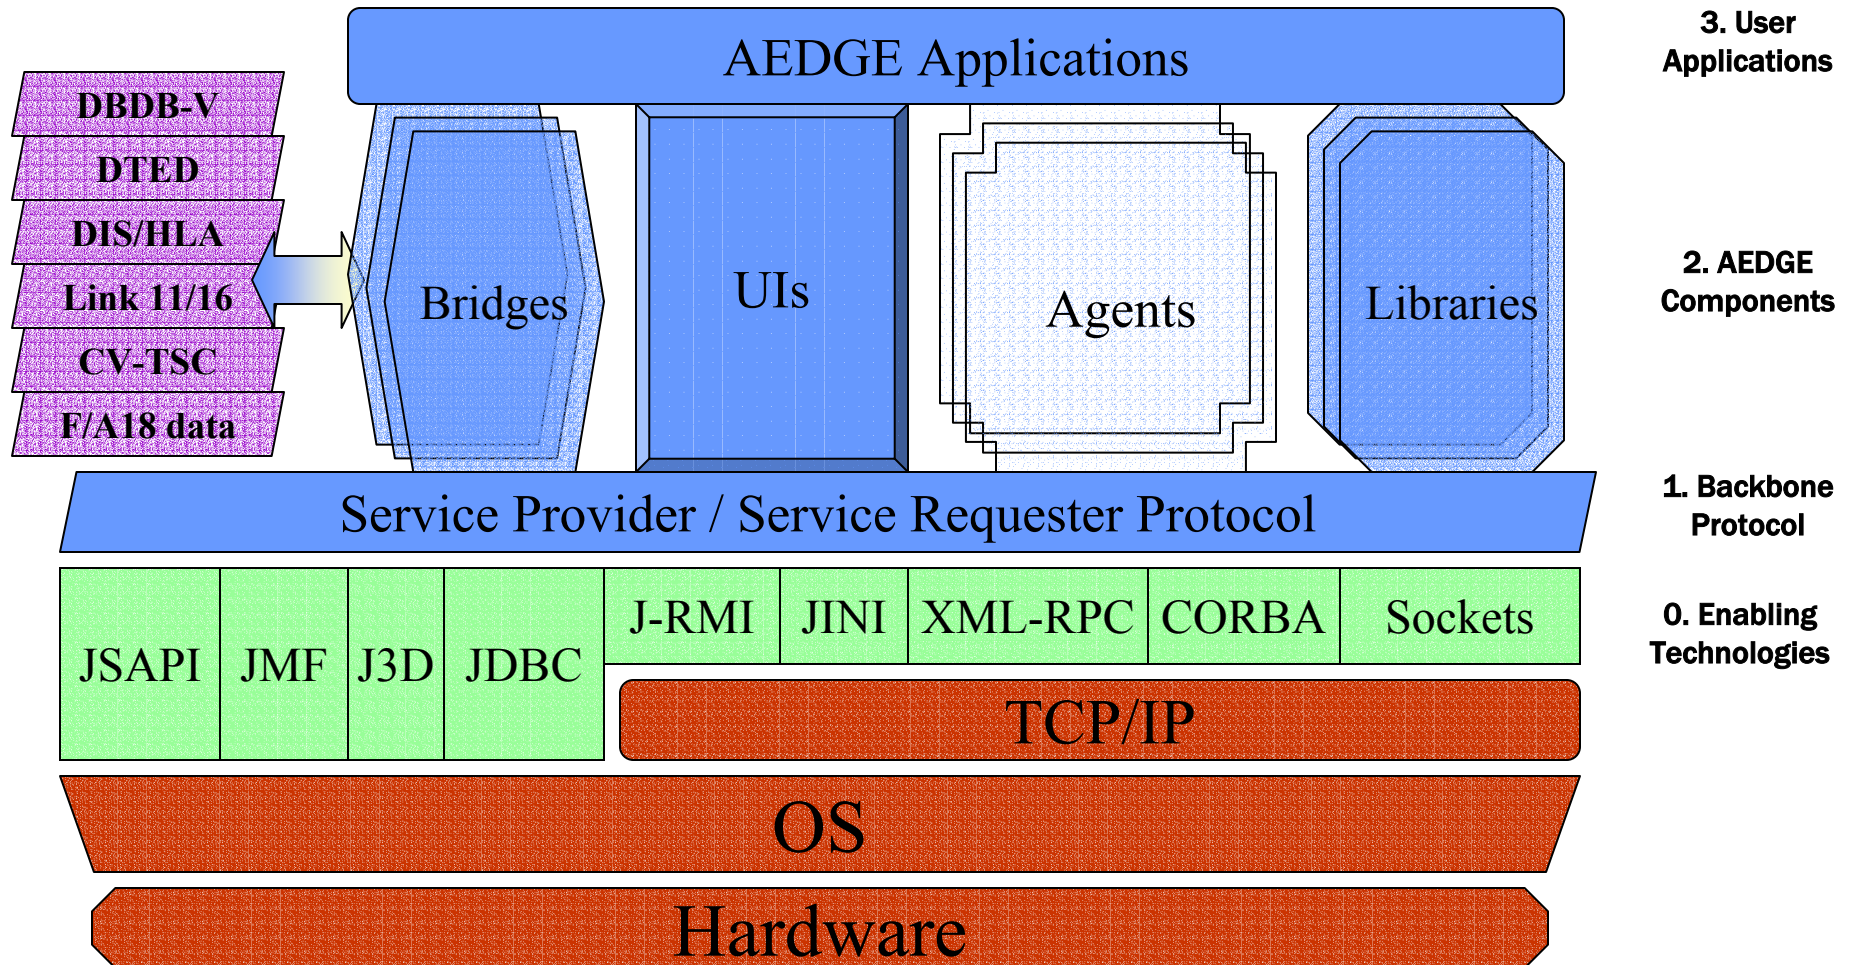 AEDGE Applications
3. User
Applications
DBDB-V
DTED
DIS/HLA
Link 11/16
CV-TSC
F/A18 data
Bridges
UIs
Agents
Libraries
2. AEDGE
Components
Service Provider / Service Requester Protocol
1. Backbone
Protocol
JSAPI
JMF
J3D
JDBC
J-RMI
JINI
XML-RPC
CORBA
Sockets
0. Enabling
Technologies
TCP/IP
OS
Hardware